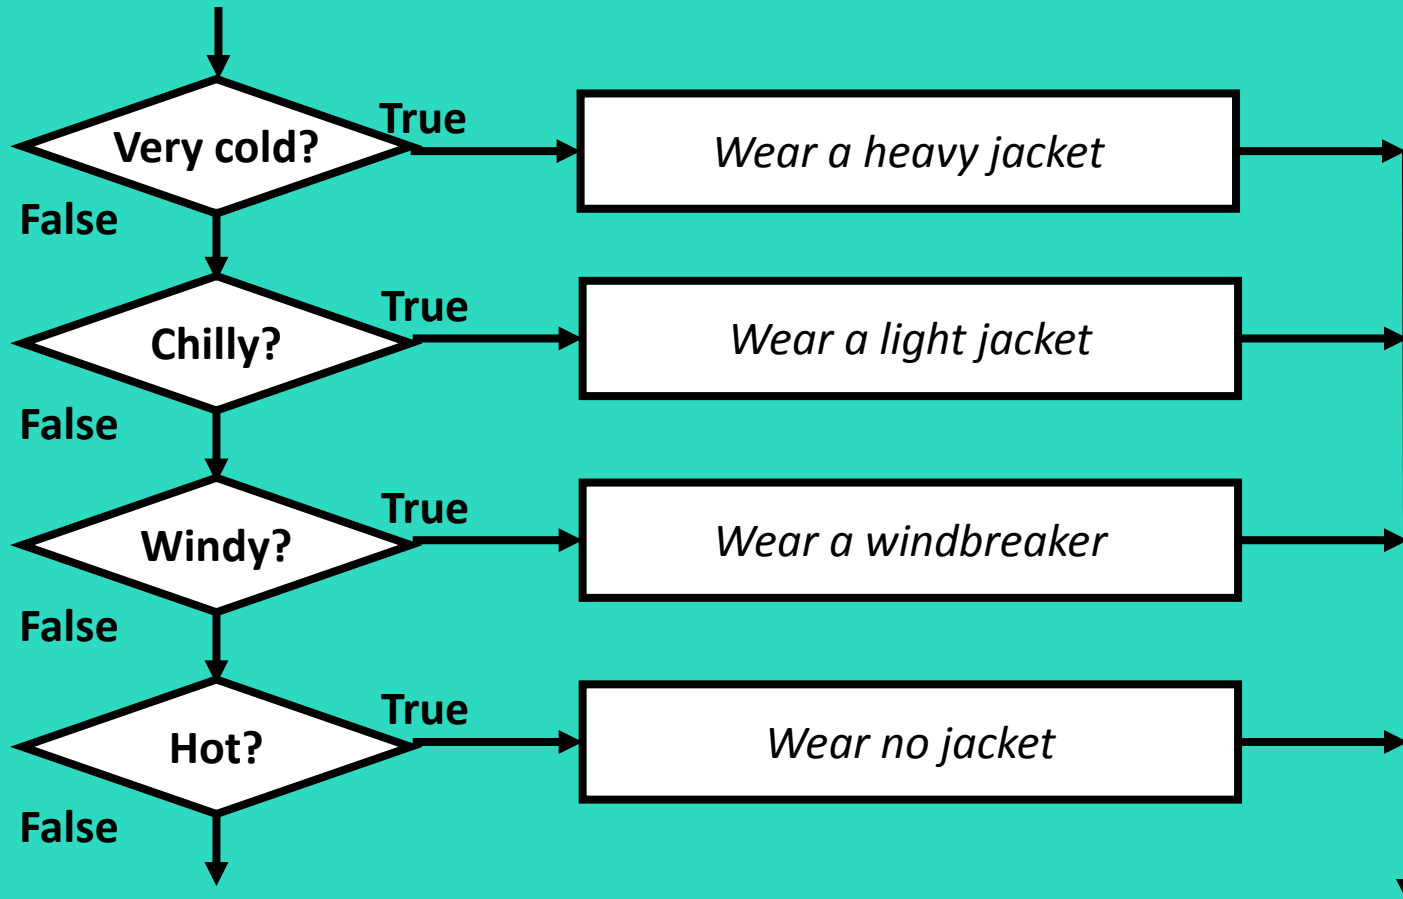 Very cold?
True
Wear a heavy jacket
False
Chilly?
True
Wear a light jacket
False
Windy?
True
Wear a windbreaker
False
Hot?
True
Wear no jacket
False